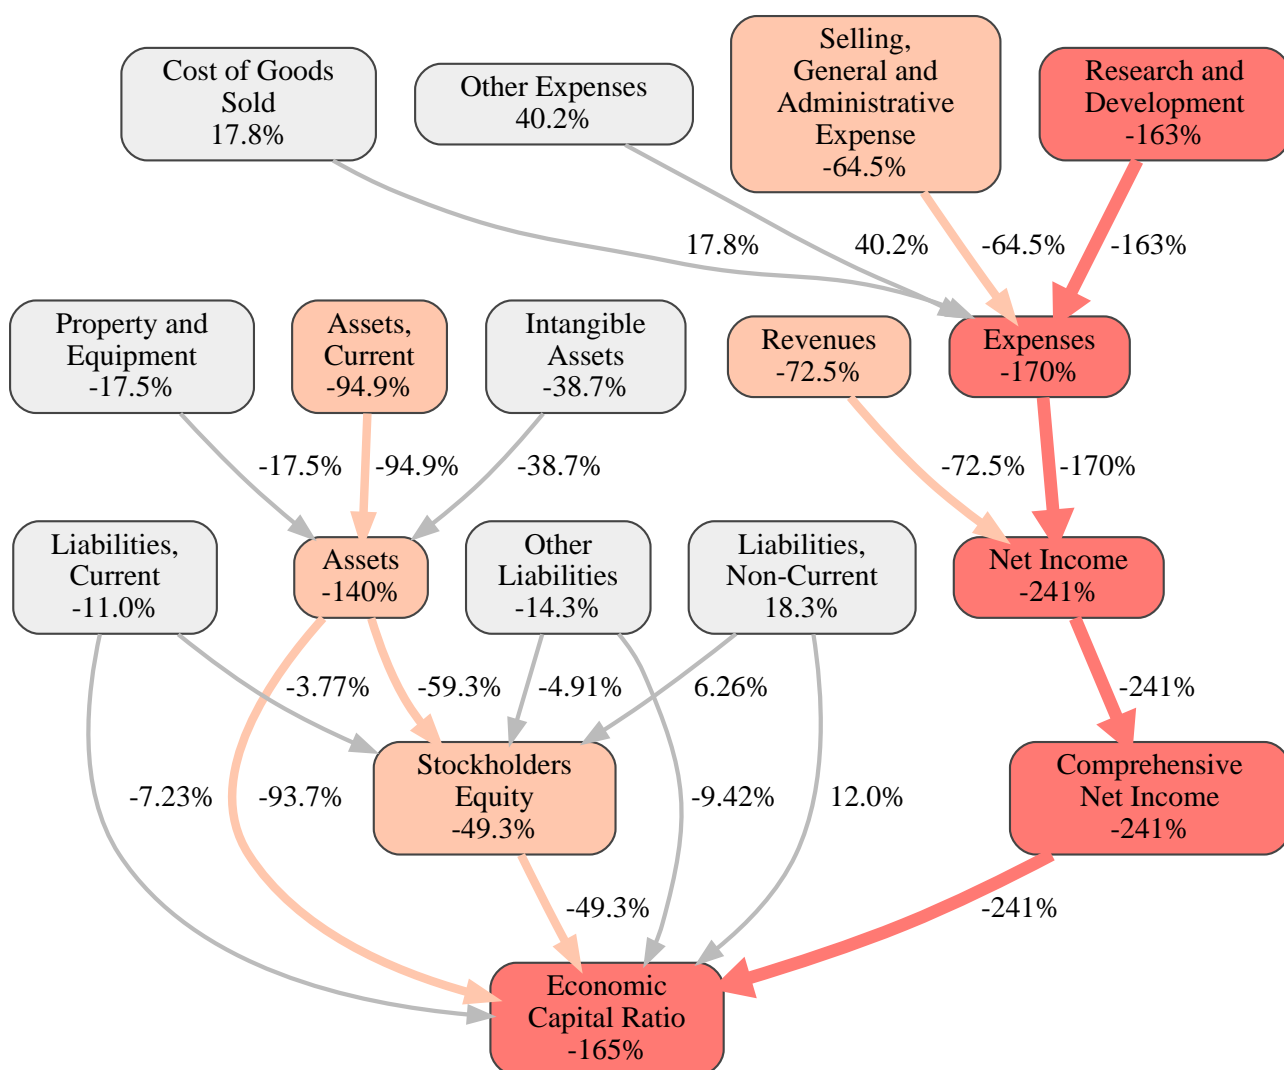 Cost of Goods
Sold
17.8%
Other Expenses
40.2%
Selling,
General and
Administrative
Expense
-64.5%
Research and
Development
-163%
17.8%
40.2%
-64.5%
-163%
Property and
Equipment
-17.5%
Assets,
Current
-94.9%
Intangible
Assets
-38.7%
Revenues
-72.5%
Expenses
-170%
-17.5%
-94.9%
-38.7%
-72.5%
-170%
Liabilities,
Current
-11.0%
Assets
-140%
Other
Liabilities
-14.3%
Liabilities,
Non-Current
18.3%
Net Income
-241%
-3.77%
-59.3%
-4.91%
6.26%
-241%
-7.23%
-93.7%
Stockholders
Equity
-49.3%
-9.42%
12.0%
Comprehensive
Net Income
-241%
-49.3%
-241%
Economic
Capital Ratio
-165%